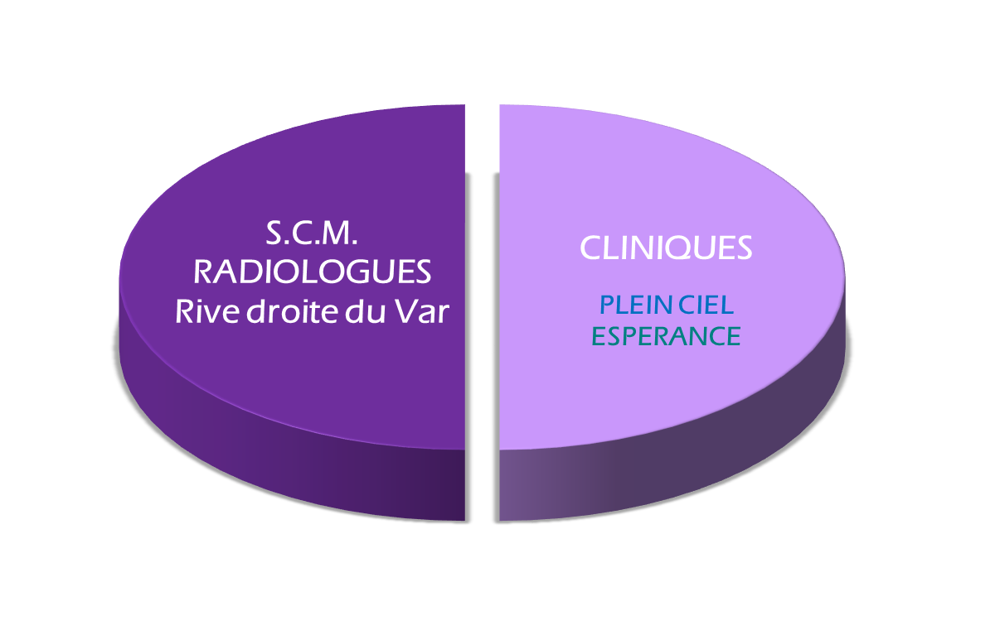 S.C.M.
RADIOLOGUES
Rive droite du Var
CLINIQUES
PLEIN CIEL
ESPERANCE